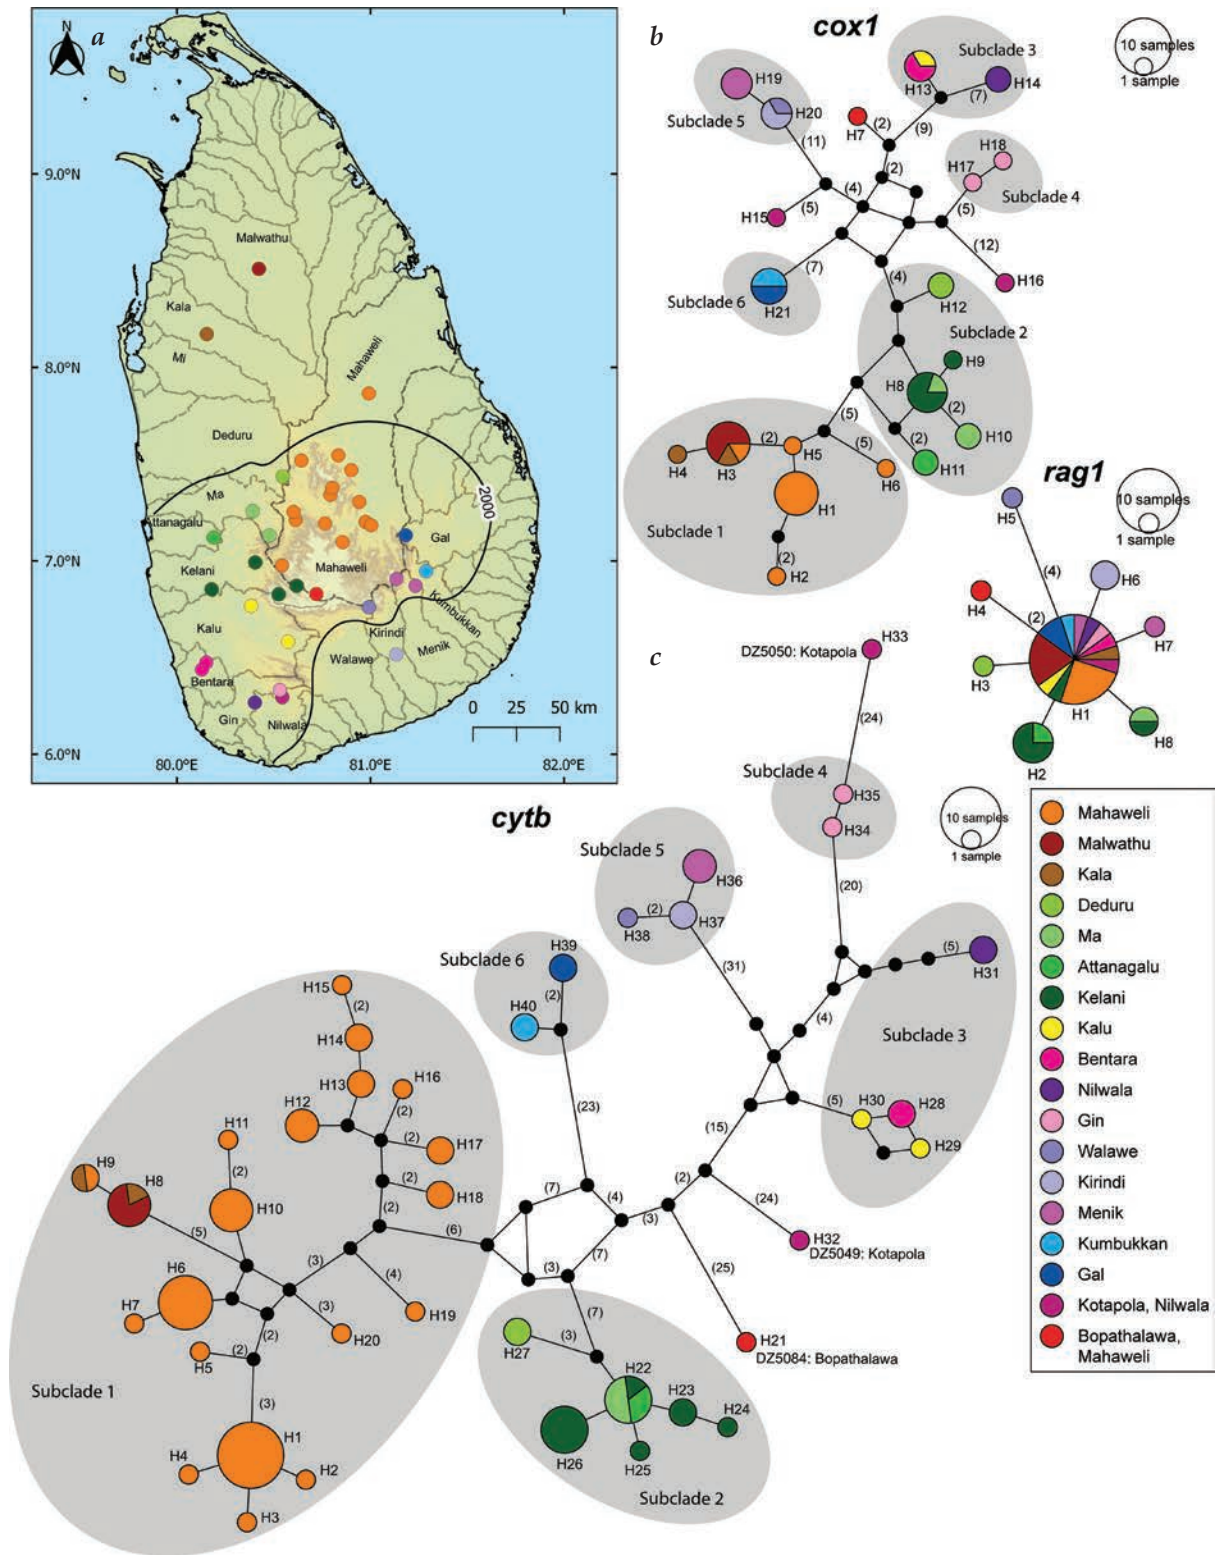 a
N
9.0°N
8.0°N
7.0°N
6.0°N
80.0°E
81.0°E
82.0°E
Malwathu
Kala
Mi
Mahaweli
Deduru
Ma
Attanagalu
2000
Gal
Kelani
Mahaweli
Kumbukkan
Kalu
Kirindi
Menik
Walawe
Bentara
Gin
Nilwala
0 25 50 km
b
cox1
10 samples
1 sample
Subclade 3
H13
H14
(7)
(9)
H19
H20
Subclade 5
(11)
H7
(2)
(2)
H18
H17
Subclade 4
(5)
(4)
(5)
H15
(12)
H16
(7)
H21
Subclade 6
(4)
H12
Subclade 2
H9
H8
(2)
H10
(2)
H11
(5)
(5)
H6
(2)
H5
H4
H3
H1
(2)
H2
Subclade 1
rag1
10 samples
1 sample
H5
(4)
H6
H4
(2)
H7
H3
H1
H8
H2
c
cytb
10 samples
1 sample
H33
DZ5050: Kotapola
(24)
Subclade 4
H35
H34
(20)
Subclade 5
H36
H37
(2)
H38
(31)
(5)
H31
(4)
Subclade 3
(5)
H30
H28
H29
Subclade 6
H39
(2)
H40
(23)
(15)
(2)
(24)
H32
DZ5049: Kotapola
(7)
(4)
(3)
(7)
(3)
(25)
H21
DZ5084: Bopathalawa
(6)
(7)
H27
(3)
H22
H23
H24
H26
H25
Subclade 2
H15
(2)
H14
H13
H16
(2)
H12
(2)
H17
(2)
H18
(2)
H11
(2)
H10
H9
H8
(5)
(3)
(4)
H19
H6
H7
(3)
H20
(2)
H5
(2)
(3)
H1
H4
H2
H3
Subclade 1
Mahaweli
Malwathu
Kala
Deduru
Ma
Attanagalu
Kelani
Kalu
Bentara
Nilwala
Gin
Walawe
Kirindi
Menik
Kumbukkan
Gal
Kotapola, Nilwala
Bopathalawa,
Mahaweli